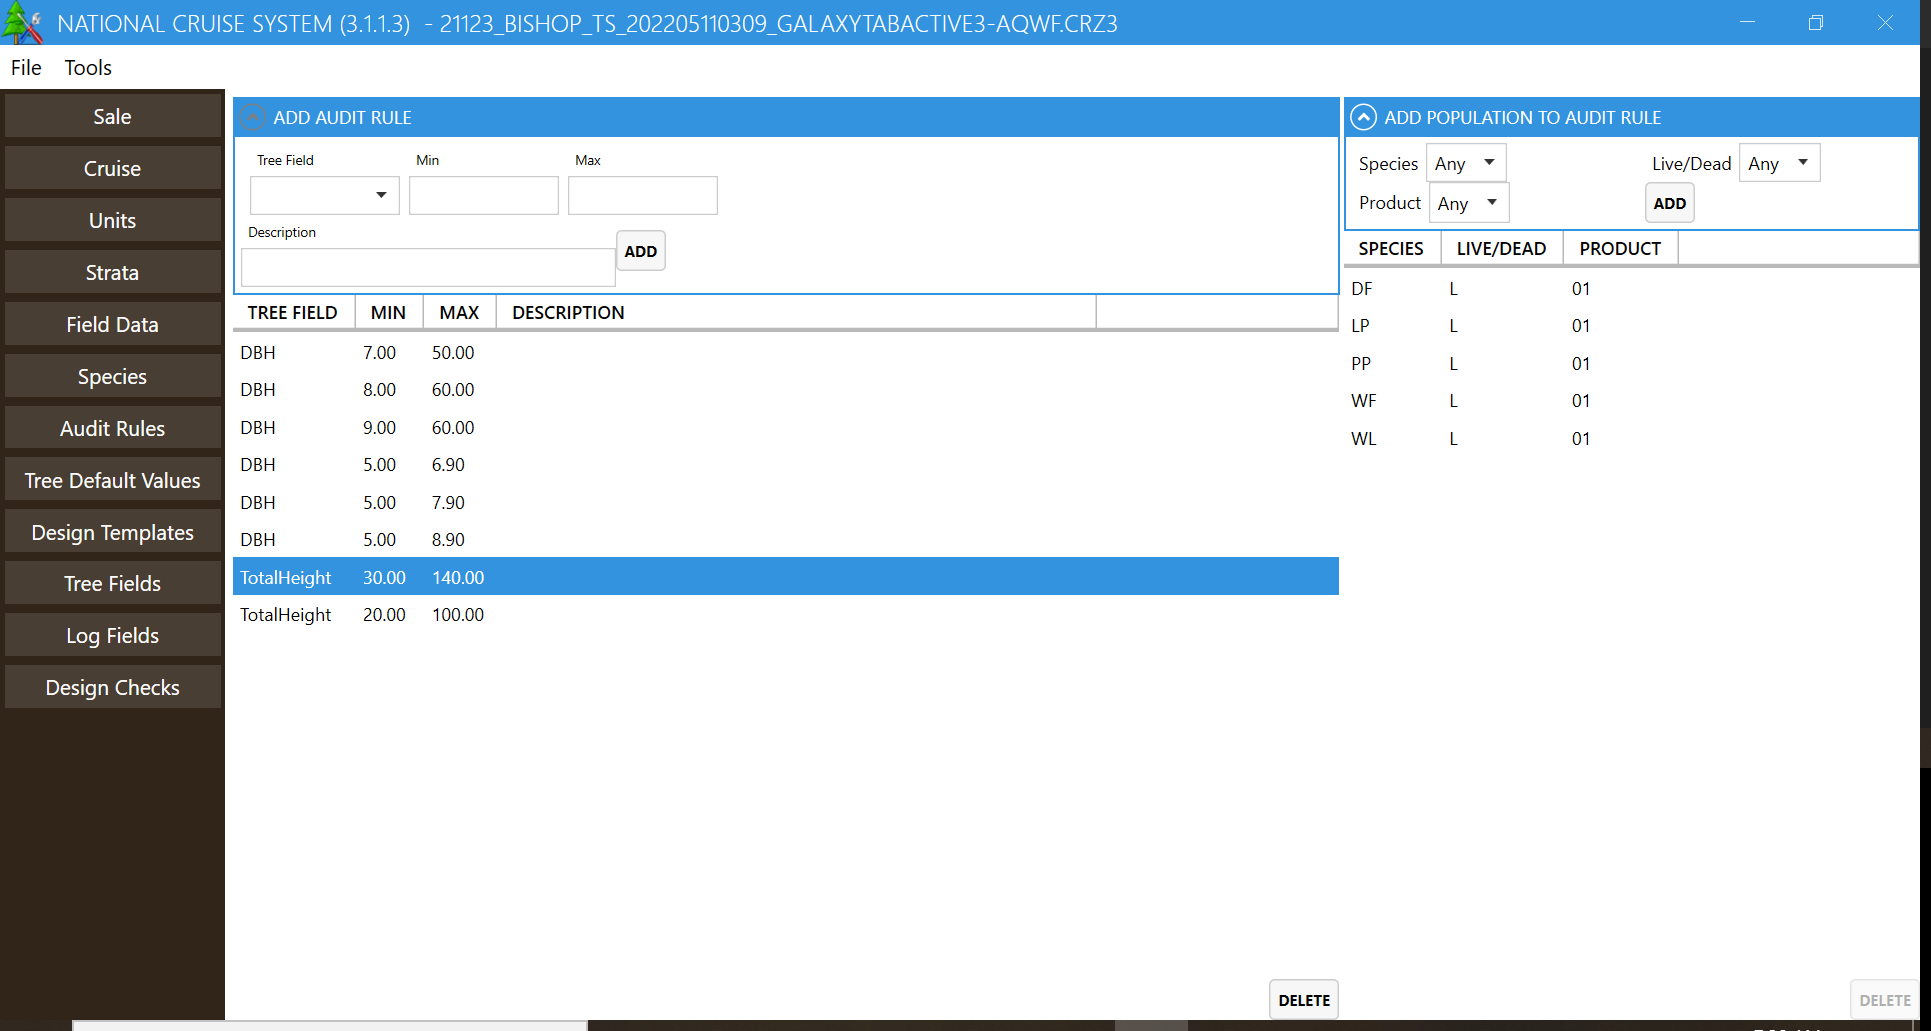 NATIONAL CRUISE SYSTEM (3.1.1.3) - 21123_BISHOP_TS_202205110309_GALAXYTABACTIVE3-AQWF.CRZ3
File Tools
Sale
Cruise
Units
Strata
Field Data
Species
Audit Rules
Tree Default Values
Design Templates
Tree Fields
Log Fields
Design Checks
ADD AUDIT RULE
Tree Field Min Max
Description
ADD
TREE FIELD MIN MAX DESCRIPTION
DBH 7.00 50.00
DBH 8.00 60.00
DBH 9.00 60.00
DBH 5.00 6.90
DBH 5.00 7.90
DBH 5.00 8.90
TotalHeight 30.00 140.00
TotalHeight 20.00 100.00
DELETE
ADD POPULATION TO AUDIT RULE
Species Any Live/Dead Any
Product Any ADD
SPECIES LIVE/DEAD PRODUCT
DF L 01
LP L 01
PP L 01
WF L 01
WL L 01
DELETE